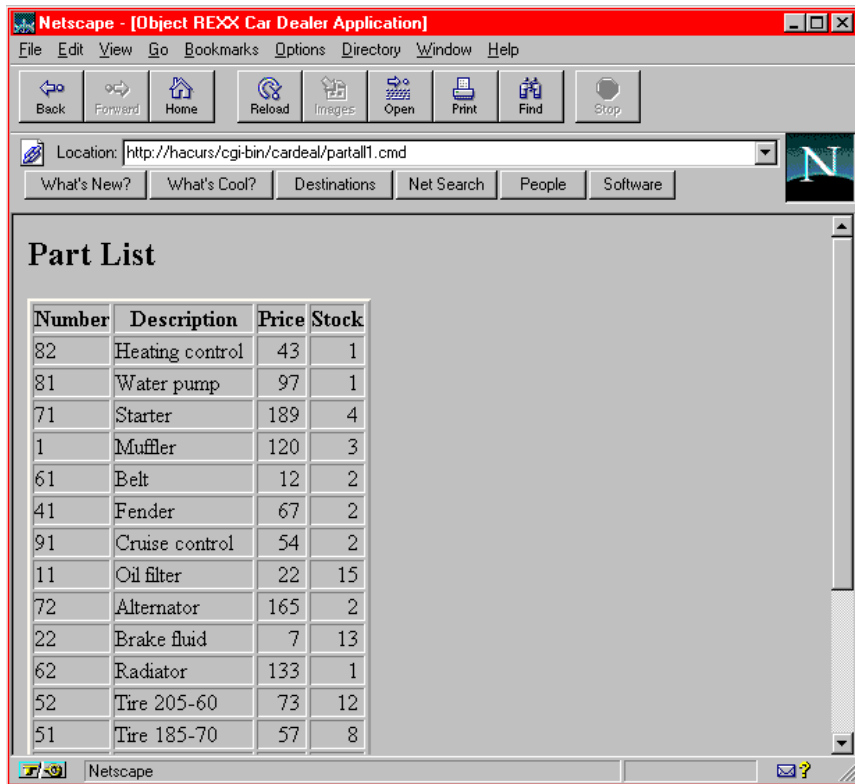 Netscape - [Object REXX Car Dealer Application]
File Edit View Go Bookmarks Options Directory Window Help
Back Forward Home Reload Images Open Print Find Stop
Location: http://hacurs/cgi-bin/cardeal/partall1.cmd
N
What's New? What's Cool? Destinations Net Search People Software
Part List
Number Description Price Stock
82 Heating control 43 1
81 Water pump 97 1
71 Starter 189 4
1 Muffler 120 3
61 Belt 12 2
41 Fender 67 2
91 Cruise control 54 2
11 Oil filter 22 15
72 Alternator 165 2
22 Brake fluid 7 13
62 Radiator 133 1
52 Tire 205-60 73 12
51 Tire 185-70 57 8
Netscape ?